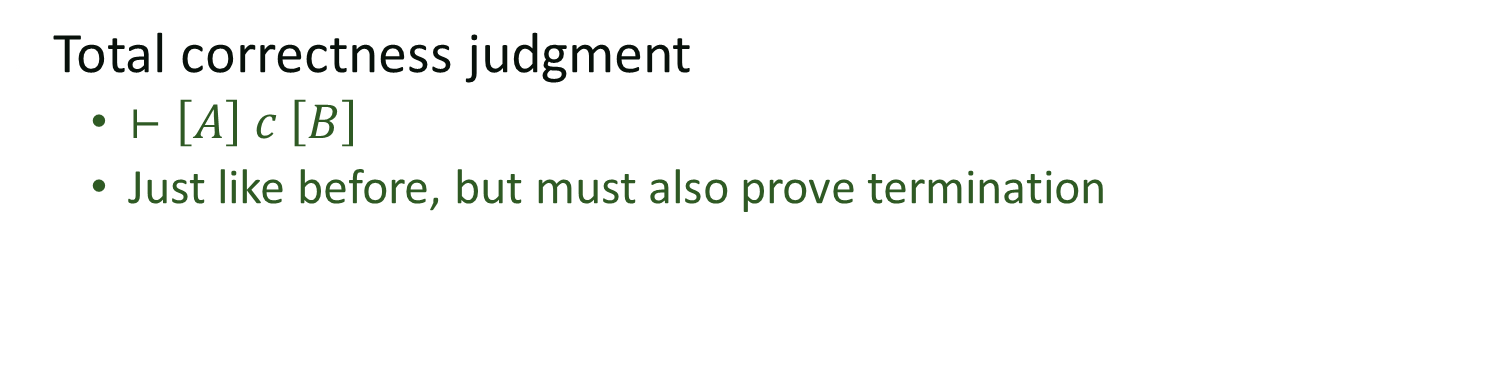 Total correctness judgment
• ⊢ [A] c [B]
• Just like before, but must also prove termination